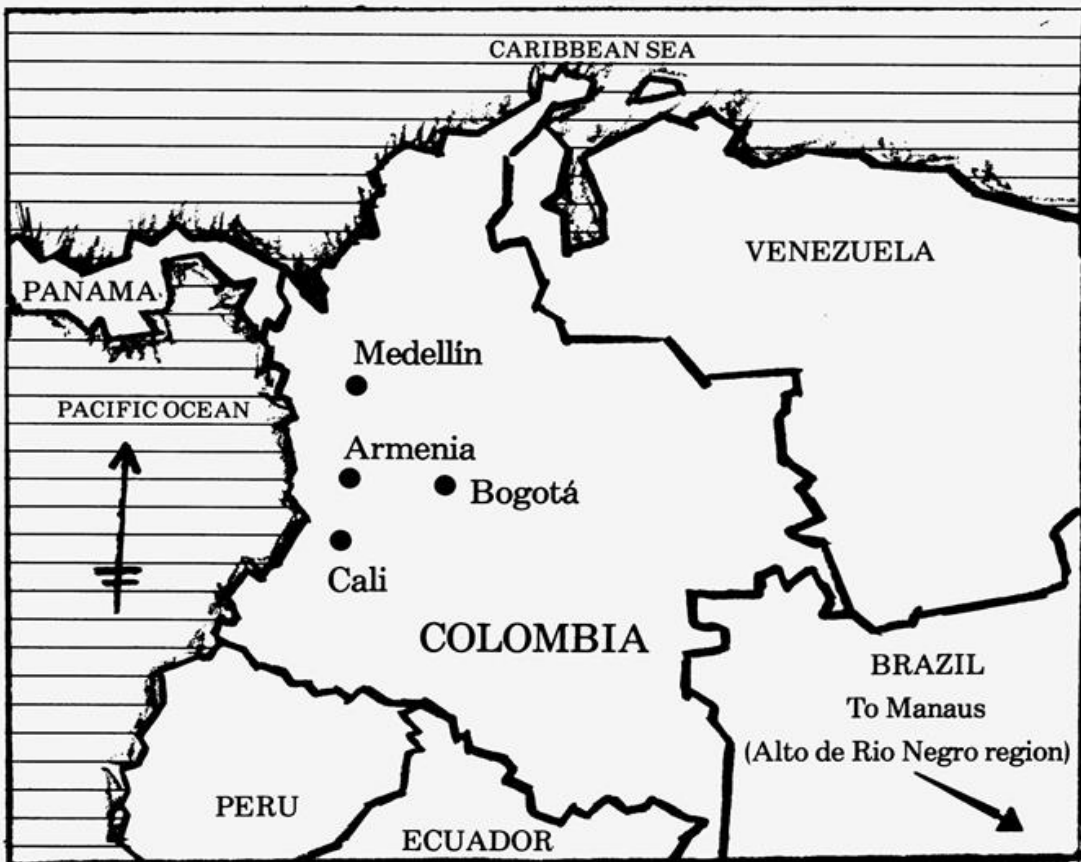 CARIBBEAN SEA
VENEZUELA
PANAMA
Medellín
PACIFIC OCEAN
Armenia
Bogotá
Cali
COLOMBIA
BRAZIL
To Manaus
(Alto de Rio Negro region)
PERU
ECUADOR